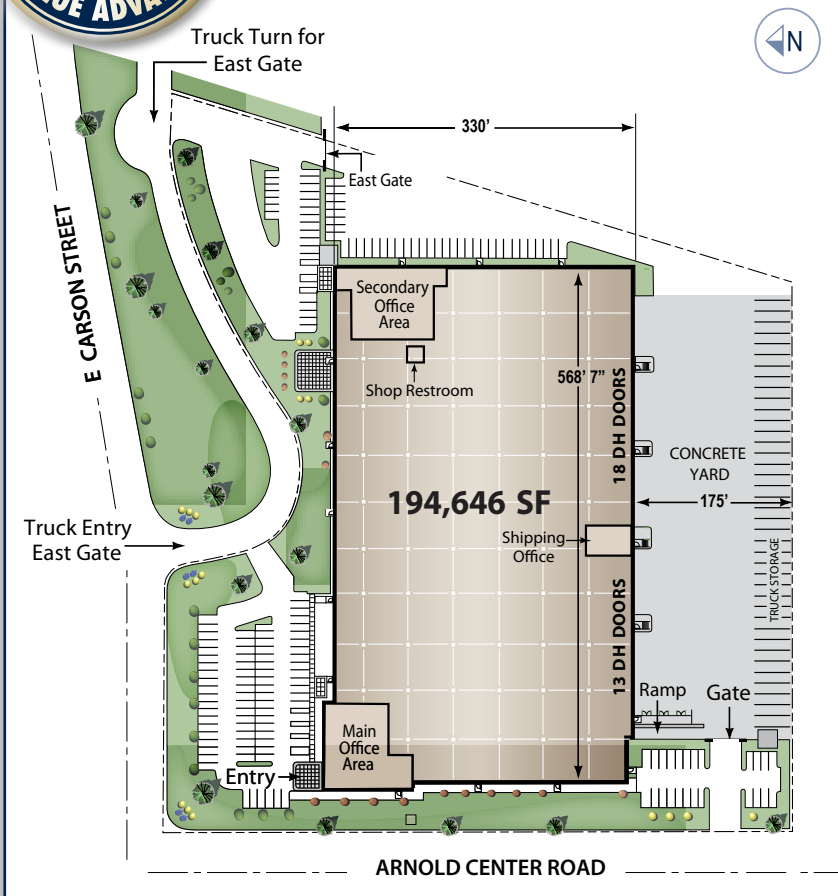 UE ADVA
Truck Turn for
East Gate
N
330'
East Gate
E CARSON STREET
Secondary
Office
Area
568' 7”
Shop Restroom
18 DH DOORS
CONCRETE
YARD
175'
194,646 SF
Truck Entry
East Gate
Shipping
Office
TRUCK STORAGE
13 DH DOORS
Ramp
Gate
Main
Office
Area
Entry
ARNOLD CENTER ROAD